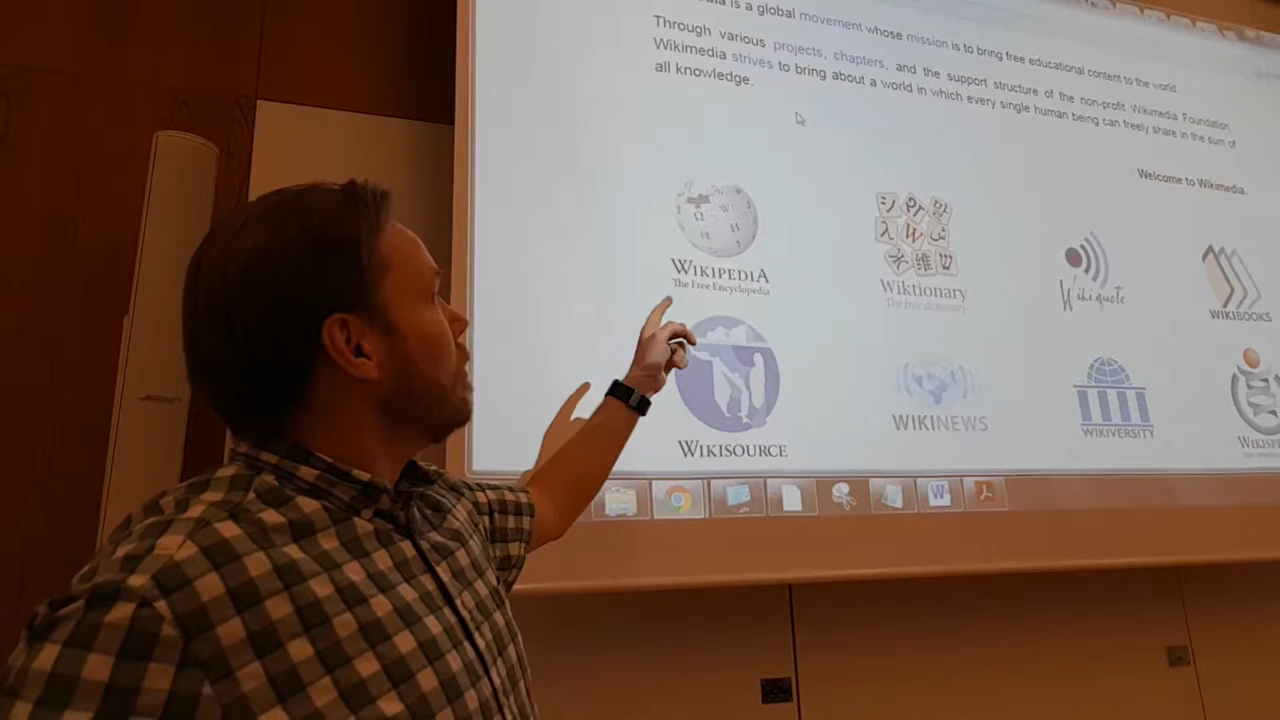 is a global movement whose mission is to bring free educational content to the world.
Through various projects, chapters, and the support structure of the non-profit Wikimedia Foundation,
Wikimedia strives to bring about a world in which every single human being can freely share in the sum of
all knowledge.
Welcome to Wikimedia.
WIKIPEDIA
The Free Encyclopedia
Wiktionary
The free dictionary
Wikiquote
WIKIBOOKS
WIKISOURCE
WIKINEWS
WIKIVERSITY